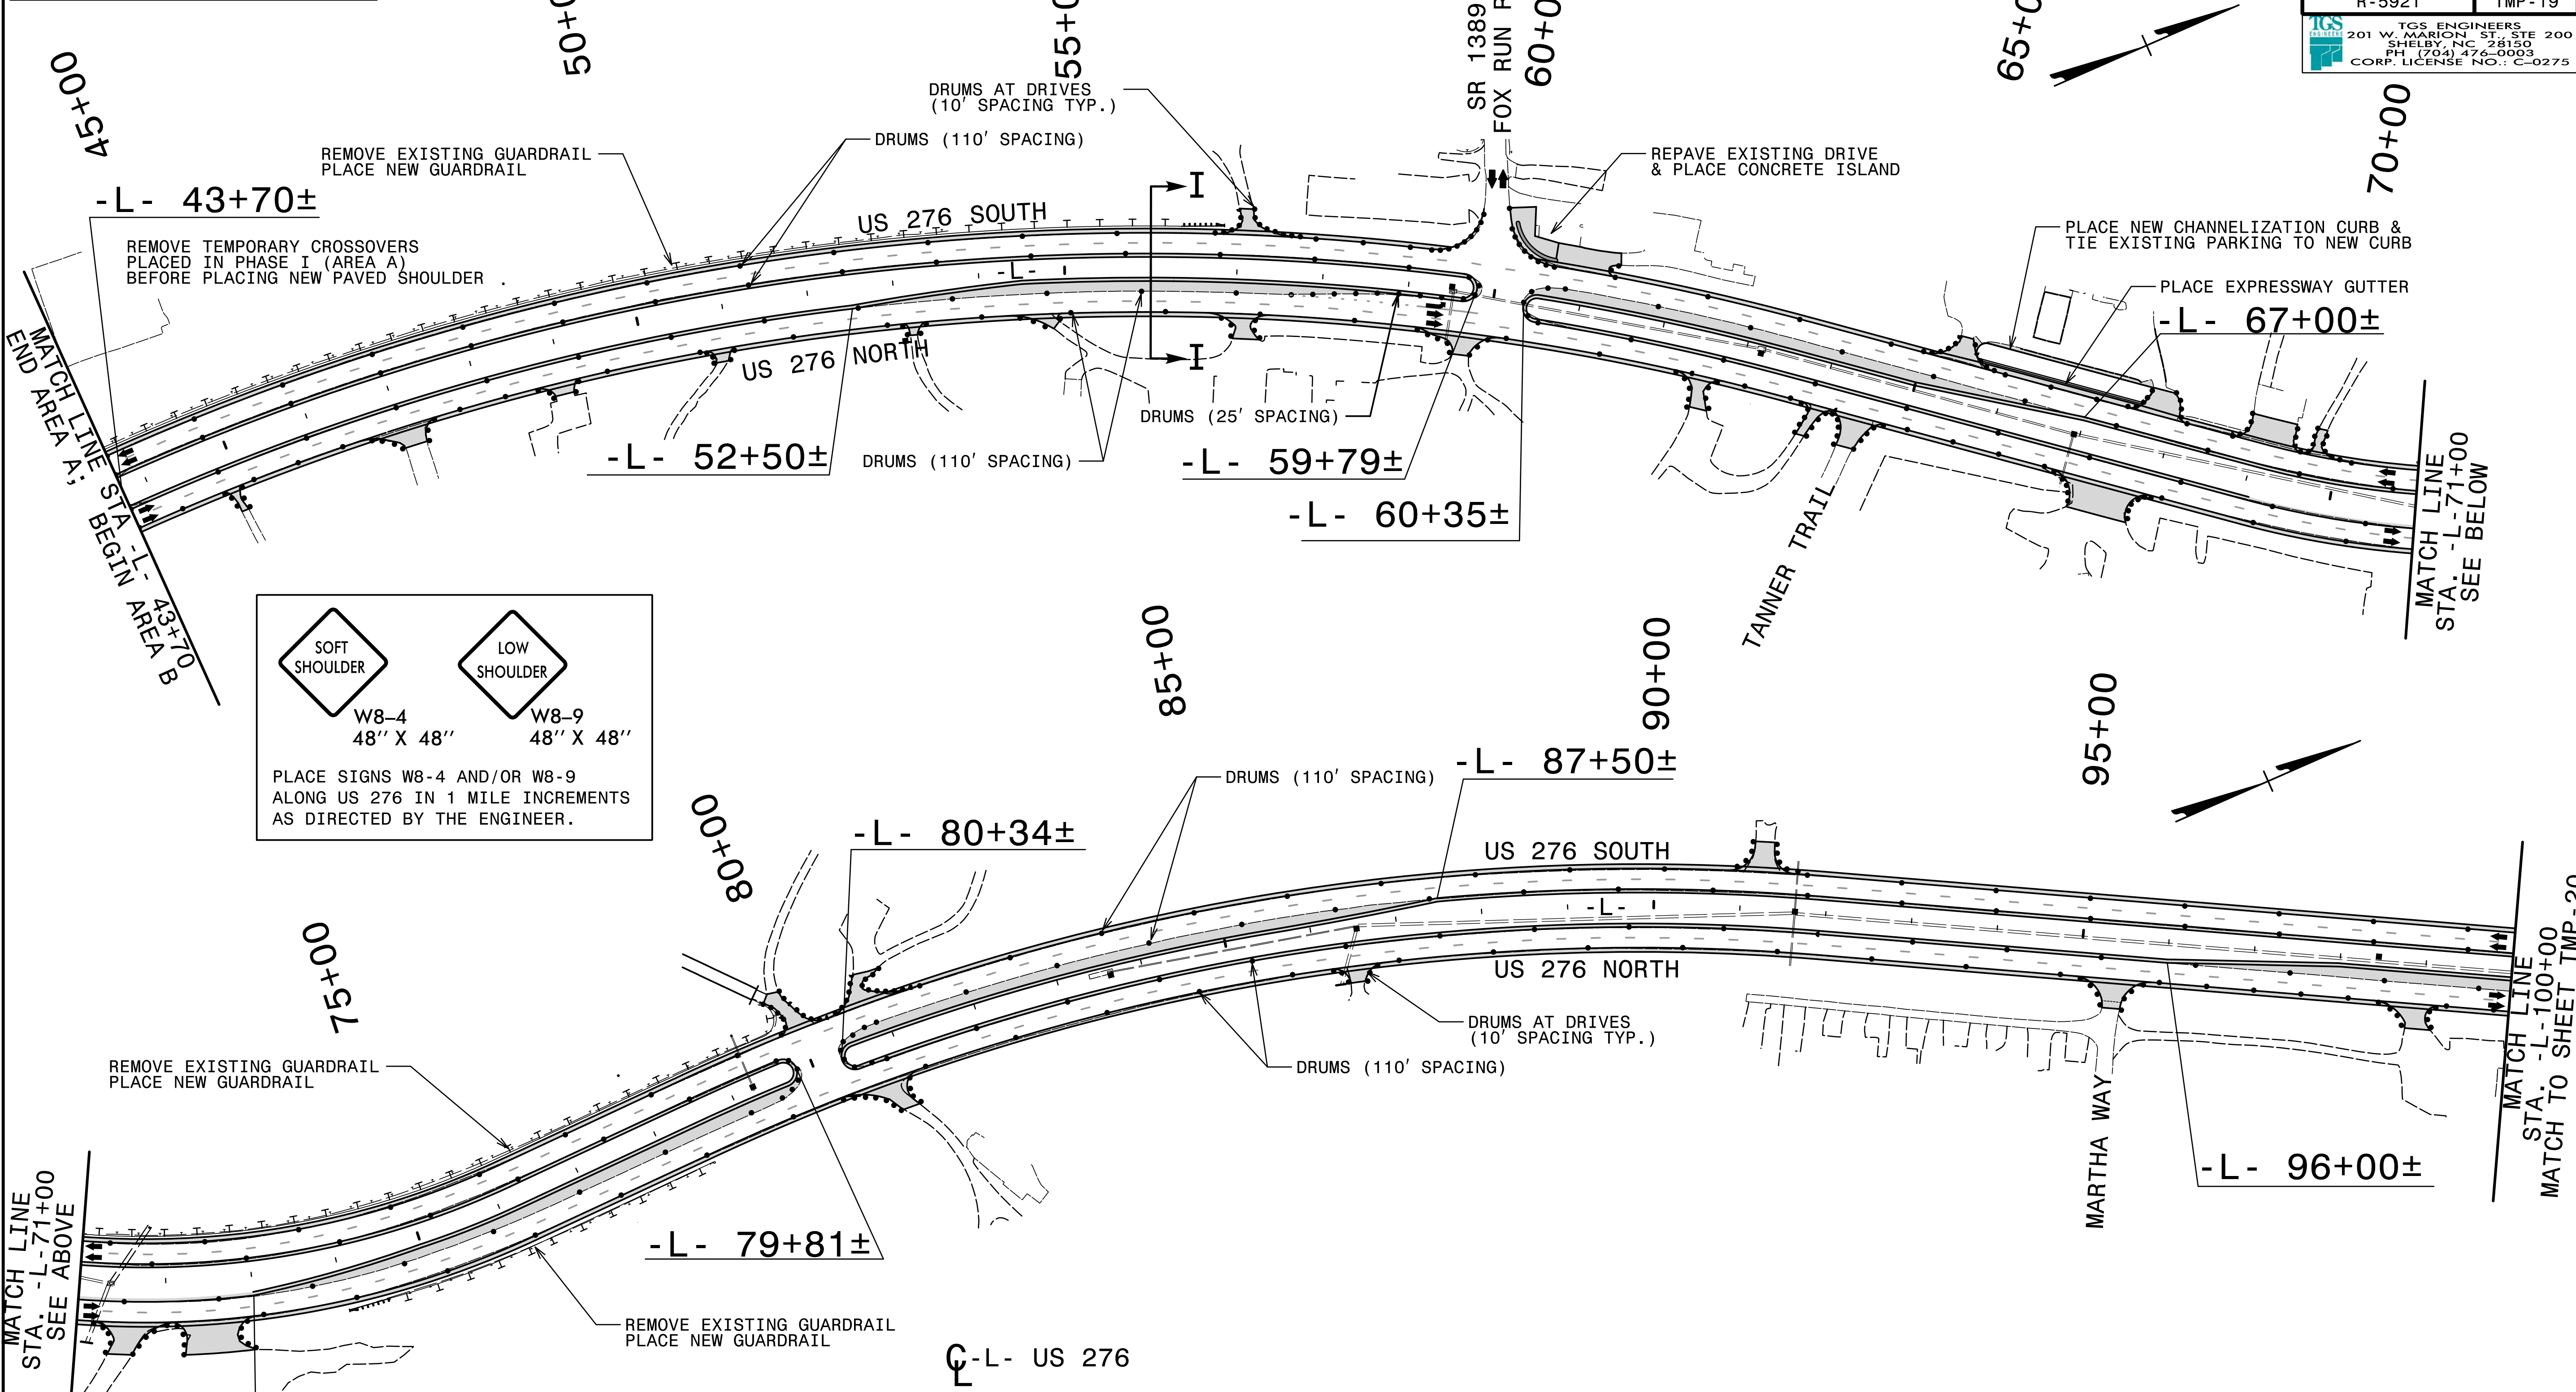 R-5921
TMP-19
TGS
ENGINEERS
TGS ENGINEERS
201 W. MARION ST., STE 200
SHELBY, NC 28150
PH (704) 476-0003
CORP. LICENSE NO.: C-0275
45+00
55+0
60+0
65+0
70+00
SR 1389
FOX RUN R
DRUMS AT DRIVES
(10' SPACING TYP.)
DRUMS (110' SPACING)
REMOVE EXISTING GUARDRAIL
PLACE NEW GUARDRAIL
REPAVE EXISTING DRIVE
& PLACE CONCRETE ISLAND
-L- 43+70±
REMOVE TEMPORARY CROSSOVERS
PLACED IN PHASE I (AREA A)
BEFORE PLACING NEW PAVED SHOULDER
I
US 276 SOUTH
-L-
PLACE NEW CHANNELIZATION CURB &
TIE EXISTING PARKING TO NEW CURB
PLACE EXPRESSWAY GUTTER
-L- 67+00±
US 276 NORTH
I
DRUMS (25' SPACING)
-L- 52+50±
DRUMS (110' SPACING)
-L- 59+79±
-L- 60+35±
TANNER TRAIL
MATCH LINE STA -L- 43+70
END AREA A; BEGIN AREA B
MATCH LINE
STA. -L-71+00
SEE BELOW
SOFT
SHOULDER
LOW
SHOULDER
W8-4
48'' X 48''
W8-9
48'' X 48''
PLACE SIGNS W8-4 AND/OR W8-9
ALONG US 276 IN 1 MILE INCREMENTS
AS DIRECTED BY THE ENGINEER.
75+00
80+00
85+00
90+00
95+00
-L- 80+34±
DRUMS (110' SPACING)
-L- 87+50±
US 276 SOUTH
-L-
US 276 NORTH
DRUMS AT DRIVES
(10' SPACING TYP.)
DRUMS (110' SPACING)
REMOVE EXISTING GUARDRAIL
PLACE NEW GUARDRAIL
MARTHA WAY
-L- 96+00±
MATCH LINE
STA. -L-100+00
MATCH TO SHEET TMP-20
MATCH LINE
STA. -L-71+00
SEE ABOVE
-L- 79+81±
REMOVE EXISTING GUARDRAIL
PLACE NEW GUARDRAIL
℄ -L- US 276